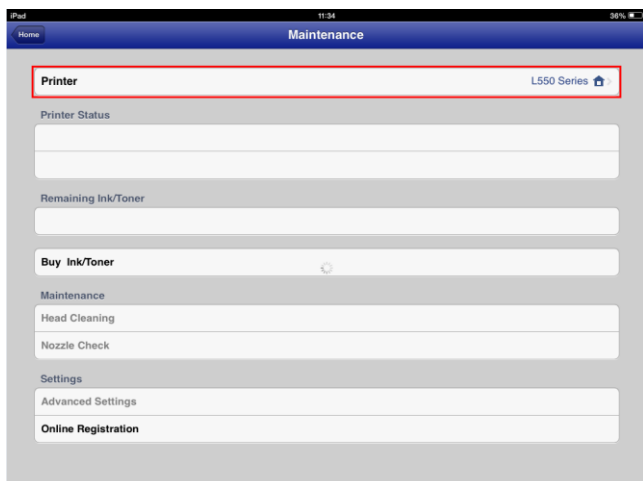 iPad 11:34 36%
Home Maintenance
Printer L550 Series
Printer Status
Remaining Ink/Toner
Buy Ink/Toner
Maintenance
Head Cleaning
Nozzle Check
Settings
Advanced Settings
Online Registration